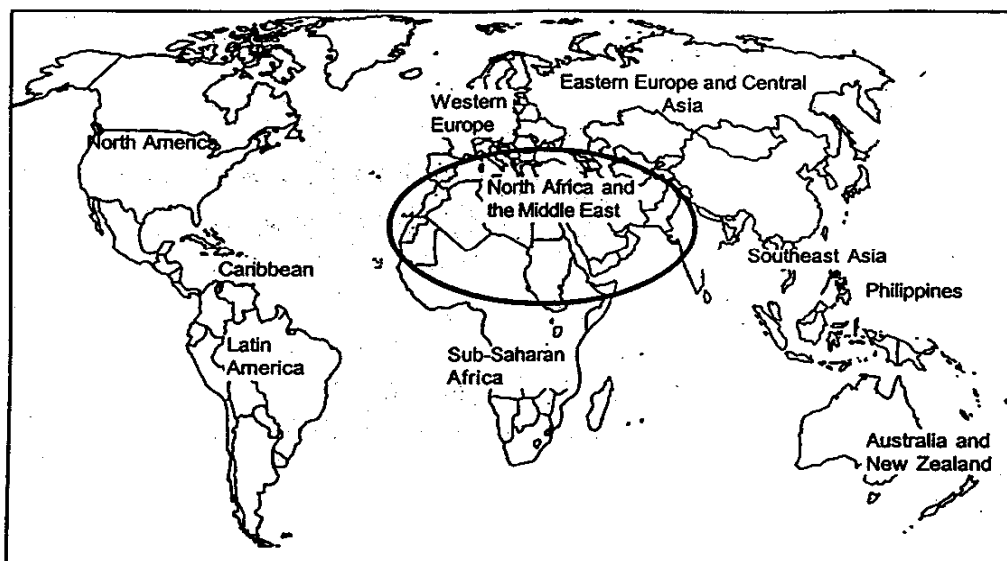 Eastern Europe and Central
Asia
Western
Europe
North America
North Africa and
the Middle East
Southeast Asia
Caribbean
Philippines
Latin
America
Sub-Saharan
Africa
Australia and
New Zealand